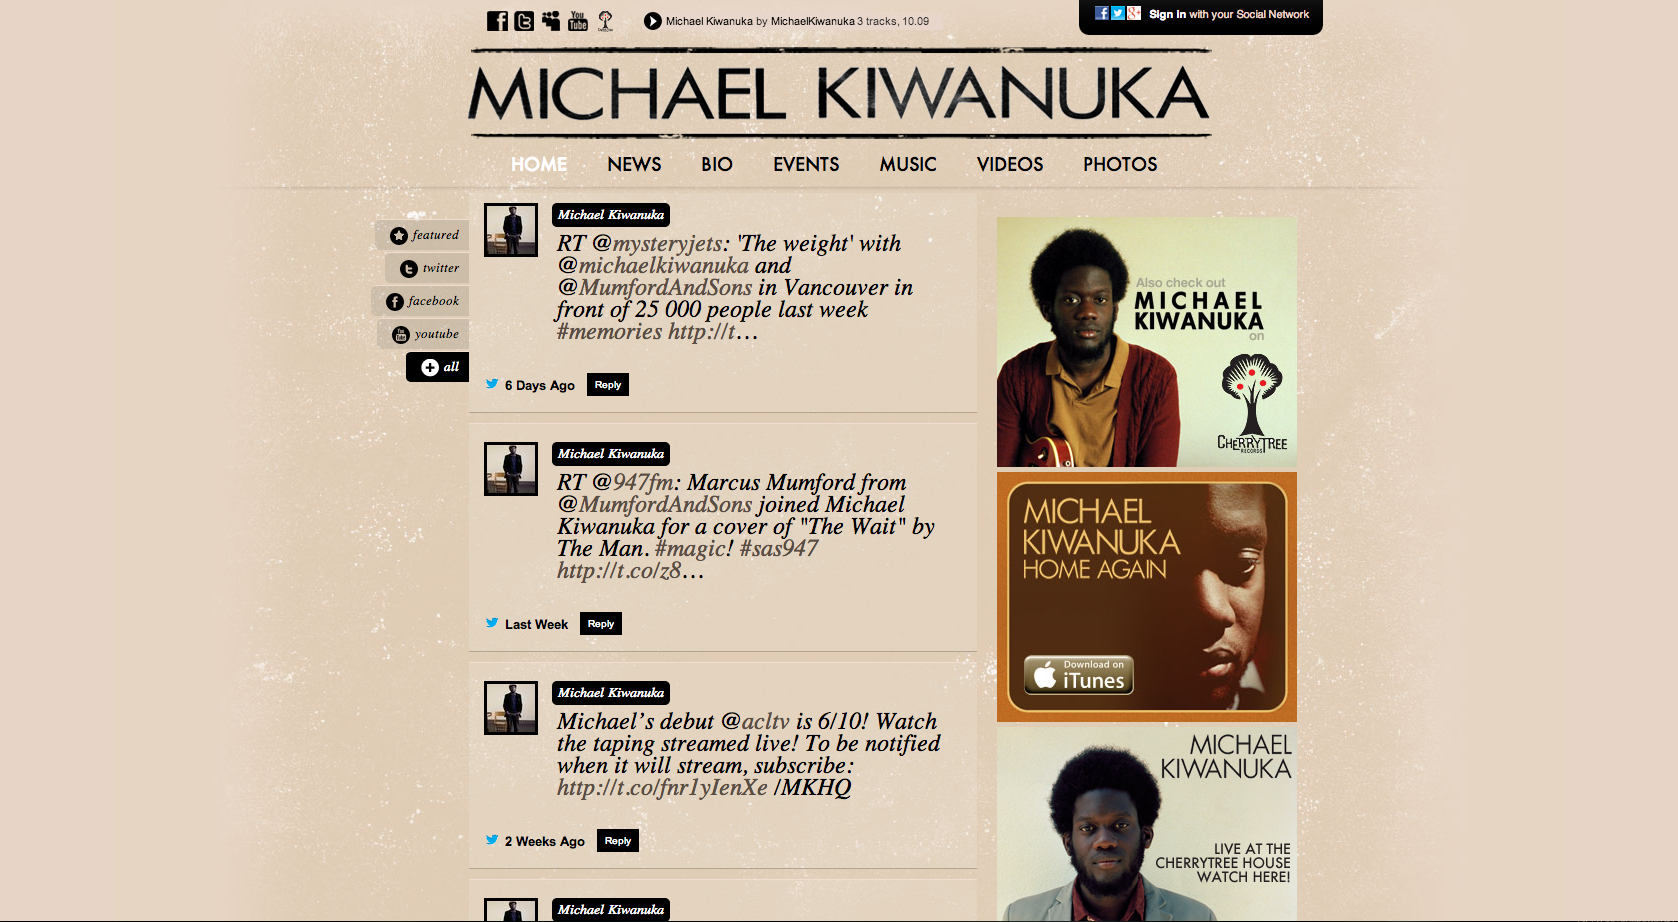 Michael Kiwanuka by MichaelKiwanuka 3 tracks, 10.09
Sign in with your Social Network
MICHAEL KIWANUKA
HOME NEWS BIO EVENTS MUSIC VIDEOS PHOTOS
featured
twitter
facebook
youtube
all
Michael Kiwanuka
RT @mysteryjets: 'The weight' with
@michaelkiwanuka and
@MumfordAndSons in Vancouver in
front of 25 000 people last week
#memories http://t…
6 Days Ago Reply
Michael Kiwanuka
RT @947fm: Marcus Mumford from
@MumfordAndSons joined Michael
Kiwanuka for a cover of "The Wait" by
The Man. #magic! #sas947
http://t.co/z8…
Last Week Reply
Michael Kiwanuka
Michael’s debut @acltv is 6/10! Watch
the taping streamed live! To be notified
when it will stream, subscribe:
http://t.co/fnr1yIenXe /MKHQ
2 Weeks Ago Reply
Michael Kiwanuka
Also check out
MICHAEL
KIWANUKA
on
CHERRYTREE
RECORDS
MICHAEL
KIWANUKA
HOME AGAIN
Download on
iTunes
MICHAEL
KIWANUKA
LIVE AT THE
CHERRYTREE HOUSE
WATCH HERE!